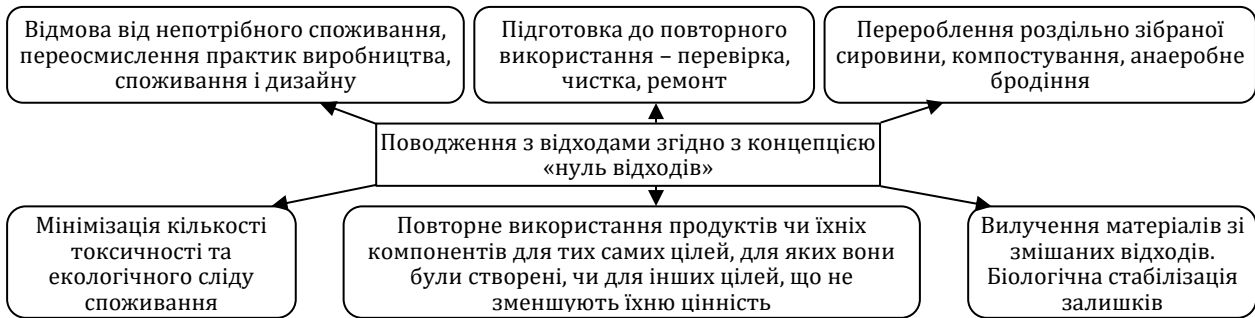 Відмова від непотрібного споживання,
переосмислення практик виробництва,
споживання і дизайну
Підготовка до повторного
використання – перевірка,
чистка, ремонт
Перероблення роздільно зібраної
сировини, компостування, анаеробне
бродіння
Поводження з відходами згідно з концепцією
«нуль відходів»
Мінімізація кількості
токсичності та
екологічного сліду
споживання
Повторне використання продуктів чи їхніх
компонентів для тих самих цілей, для яких вони
були створені, чи для інших цілей, що не
зменшують їхню цінність
Вилучення матеріалів зі
змішаних відходів.
Біологічна стабілізація
залишків